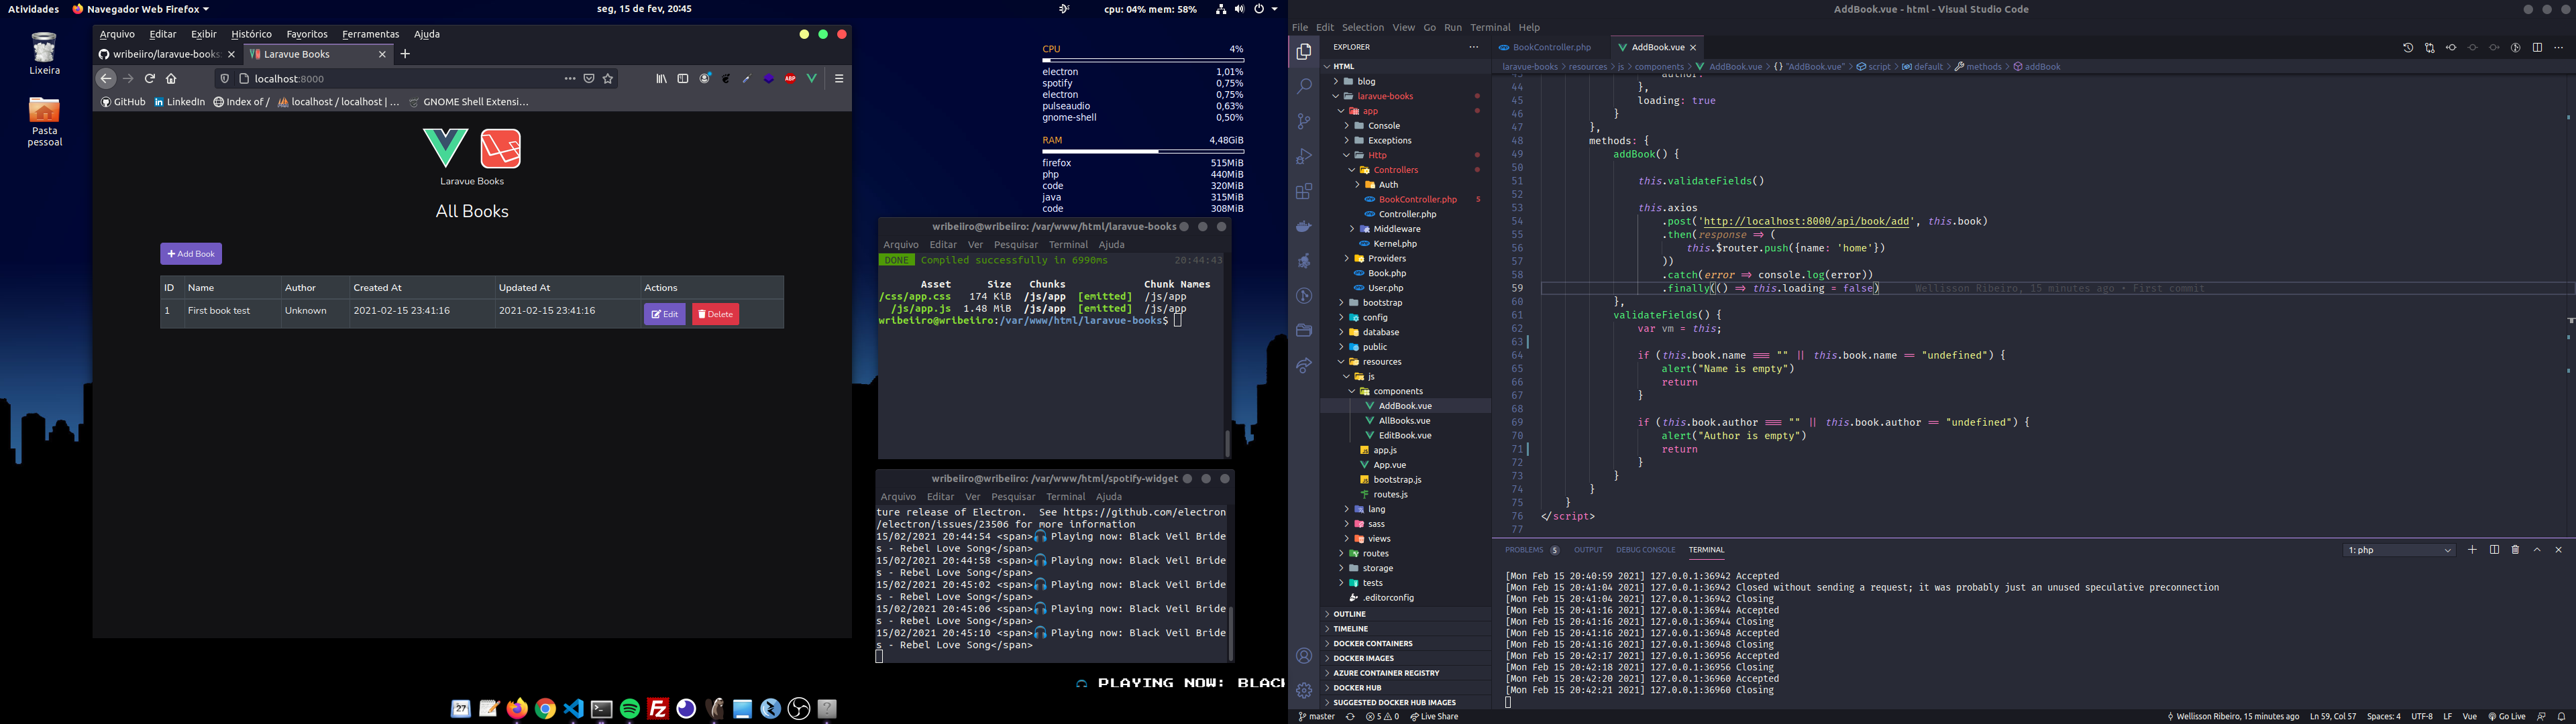 Atividades
Navegador Web Firefox
seg, 15 de fev, 20:45
cpu: 04% mem: 58%
Lixeira
Pasta
pessoal
Arquivo Editar Exibir Histórico Favoritos Ferramentas Ajuda
wribeiiro/laravue-books
Laravue Books
localhost:8000
GitHub LinkedIn Index of / localhost / localhost | ... GNOME Shell Extensi...
Laravue Books
All Books
Add Book
ID Name Author Created At Updated At Actions
1 First book test Unknown 2021-02-15 23:41:16 2021-02-15 23:41:16 Edit Delete
CPU 4%
electron 1,01%
spotify 0,75%
electron 0,75%
pulseaudio 0,63%
gnome-shell 0,50%
RAM 4,48GiB
firefox 515MiB
php 440MiB
code 320MiB
java 315MiB
code 308MiB
wribeiiro@wribeiiro: /var/www/html/laravue-books
Arquivo Editar Ver Pesquisar Terminal Ajuda
DONE Compiled successfully in 6990ms 20:44:43
Asset Size Chunks Chunk Names
/css/app.css 174 KiB /js/app [emitted] /js/app
/js/app.js 1.48 MiB /js/app [emitted] /js/app
wribeiiro@wribeiiro:/var/www/html/laravue-books$
wribeiiro@wribeiiro: /var/www/html/spotify-widget
Arquivo Editar Ver Pesquisar Terminal Ajuda
ture release of Electron. See https://github.com/electron
/electron/issues/23506 for more information
15/02/2021 20:44:54 <span>🎧 Playing now: Black Veil Bride
s - Rebel Love Song</span>
15/02/2021 20:44:58 <span>🎧 Playing now: Black Veil Bride
s - Rebel Love Song</span>
15/02/2021 20:45:02 <span>🎧 Playing now: Black Veil Bride
s - Rebel Love Song</span>
15/02/2021 20:45:06 <span>🎧 Playing now: Black Veil Bride
s - Rebel Love Song</span>
15/02/2021 20:45:10 <span>🎧 Playing now: Black Veil Bride
s - Rebel Love Song</span>
PLAYING NOW: BLACK
AddBook.vue - html - Visual Studio Code
File Edit Selection View Go Run Terminal Help
EXPLORER
HTML
blog
laravue-books
app
Console
Exceptions
Http
Controllers
Auth
BookController.php 5
Controller.php
Middleware
Kernel.php
Providers
Book.php
User.php
bootstrap
config
database
public
resources
js
components
AddBook.vue
AllBooks.vue
EditBook.vue
app.js
App.vue
bootstrap.js
routes.js
lang
sass
views
routes
storage
tests
.editorconfig
OUTLINE
TIMELINE
DOCKER CONTAINERS
DOCKER IMAGES
AZURE CONTAINER REGISTRY
DOCKER HUB
SUGGESTED DOCKER HUB IMAGES
BookController.php AddBook.vue
laravue-books > resources > js > components > AddBook.vue > {} "AddBook.vue" > script > default > methods > addBook
44 },
45 loading: true
46 }
47 },
48 methods: {
49 addBook() {
50
51 this.validateFields()
52
53 this.axios
54 .post('http://localhost:8000/api/book/add', this.book)
55 .then(response => (
56 this.$router.push({name: 'home'})
57 ))
58 .catch(error => console.log(error))
59 .finally(() => this.loading = false) Wellisson Ribeiro, 15 minutes ago • First commit
60 },
61 validateFields() {
62 var vm = this;
63
64 if (this.book.name === "" || this.book.name == "undefined") {
65 alert("Name is empty")
66 return
67 }
68
69 if (this.book.author === "" || this.book.author == "undefined") {
70 alert("Author is empty")
71 return
72 }
73 }
74 }
75 }
76 </script>
77
PROBLEMS 5 OUTPUT DEBUG CONSOLE TERMINAL 1: php
[Mon Feb 15 20:40:59 2021] 127.0.0.1:36942 Accepted
[Mon Feb 15 20:41:04 2021] 127.0.0.1:36942 Closed without sending a request; it was probably just an unused speculative preconnection
[Mon Feb 15 20:41:04 2021] 127.0.0.1:36942 Closing
[Mon Feb 15 20:41:16 2021] 127.0.0.1:36944 Accepted
[Mon Feb 15 20:41:16 2021] 127.0.0.1:36944 Closing
[Mon Feb 15 20:41:16 2021] 127.0.0.1:36948 Accepted
[Mon Feb 15 20:41:16 2021] 127.0.0.1:36948 Closing
[Mon Feb 15 20:42:17 2021] 127.0.0.1:36956 Accepted
[Mon Feb 15 20:42:18 2021] 127.0.0.1:36956 Closing
[Mon Feb 15 20:42:20 2021] 127.0.0.1:36960 Accepted
[Mon Feb 15 20:42:21 2021] 127.0.0.1:36960 Closing
master 5 0 Live Share
Wellisson Ribeiro, 15 minutes ago Ln 59, Col 57 Spaces: 4 UTF-8 LF Vue Go Live